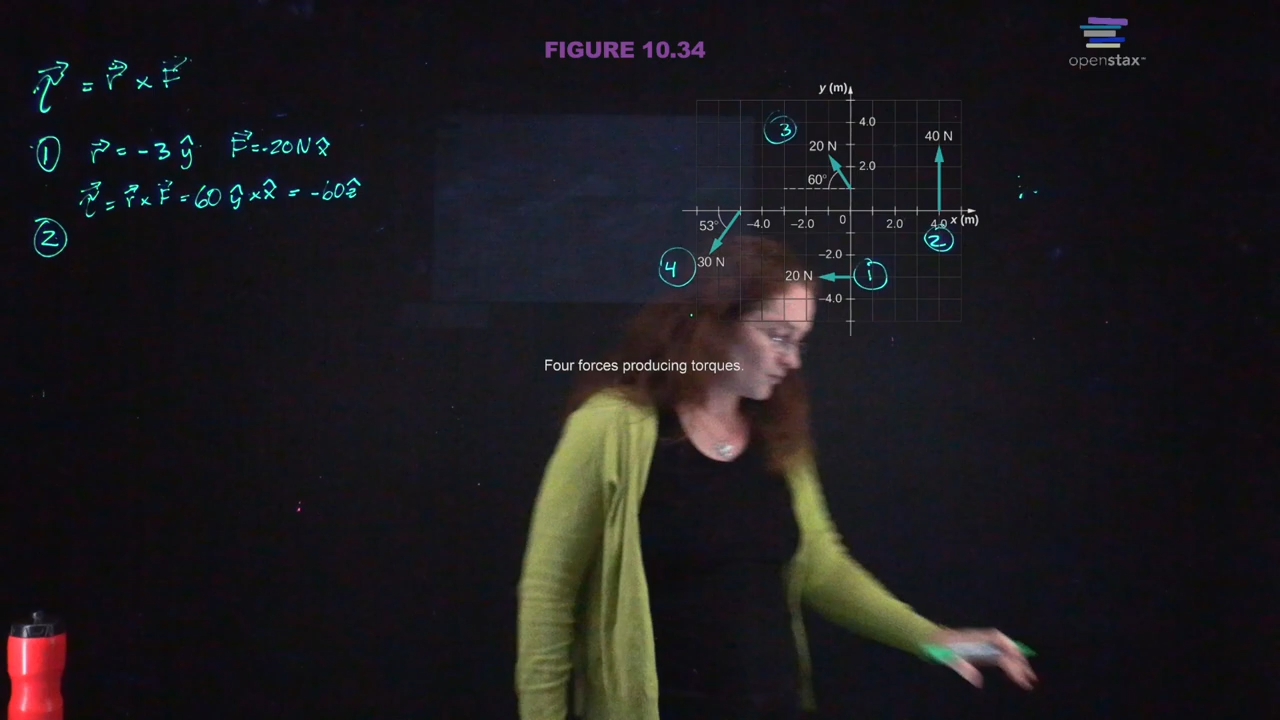 FIGURE 10.34
openstax™
τ⃗ = r⃗ × F⃗
① r⃗ = -3 ŷ F⃗=-20N x̂
τ⃗ = r⃗ × F⃗ = 60 ŷ × x̂ = -60 ẑ
②
y (m)
③
4.0
40 N
20 N
2.0
60°
0
53°
-4.0
-2.0
2.0
4.0
x (m)
②
-2.0
④
30 N
20 N
①
-4.0
Four forces producing torques.